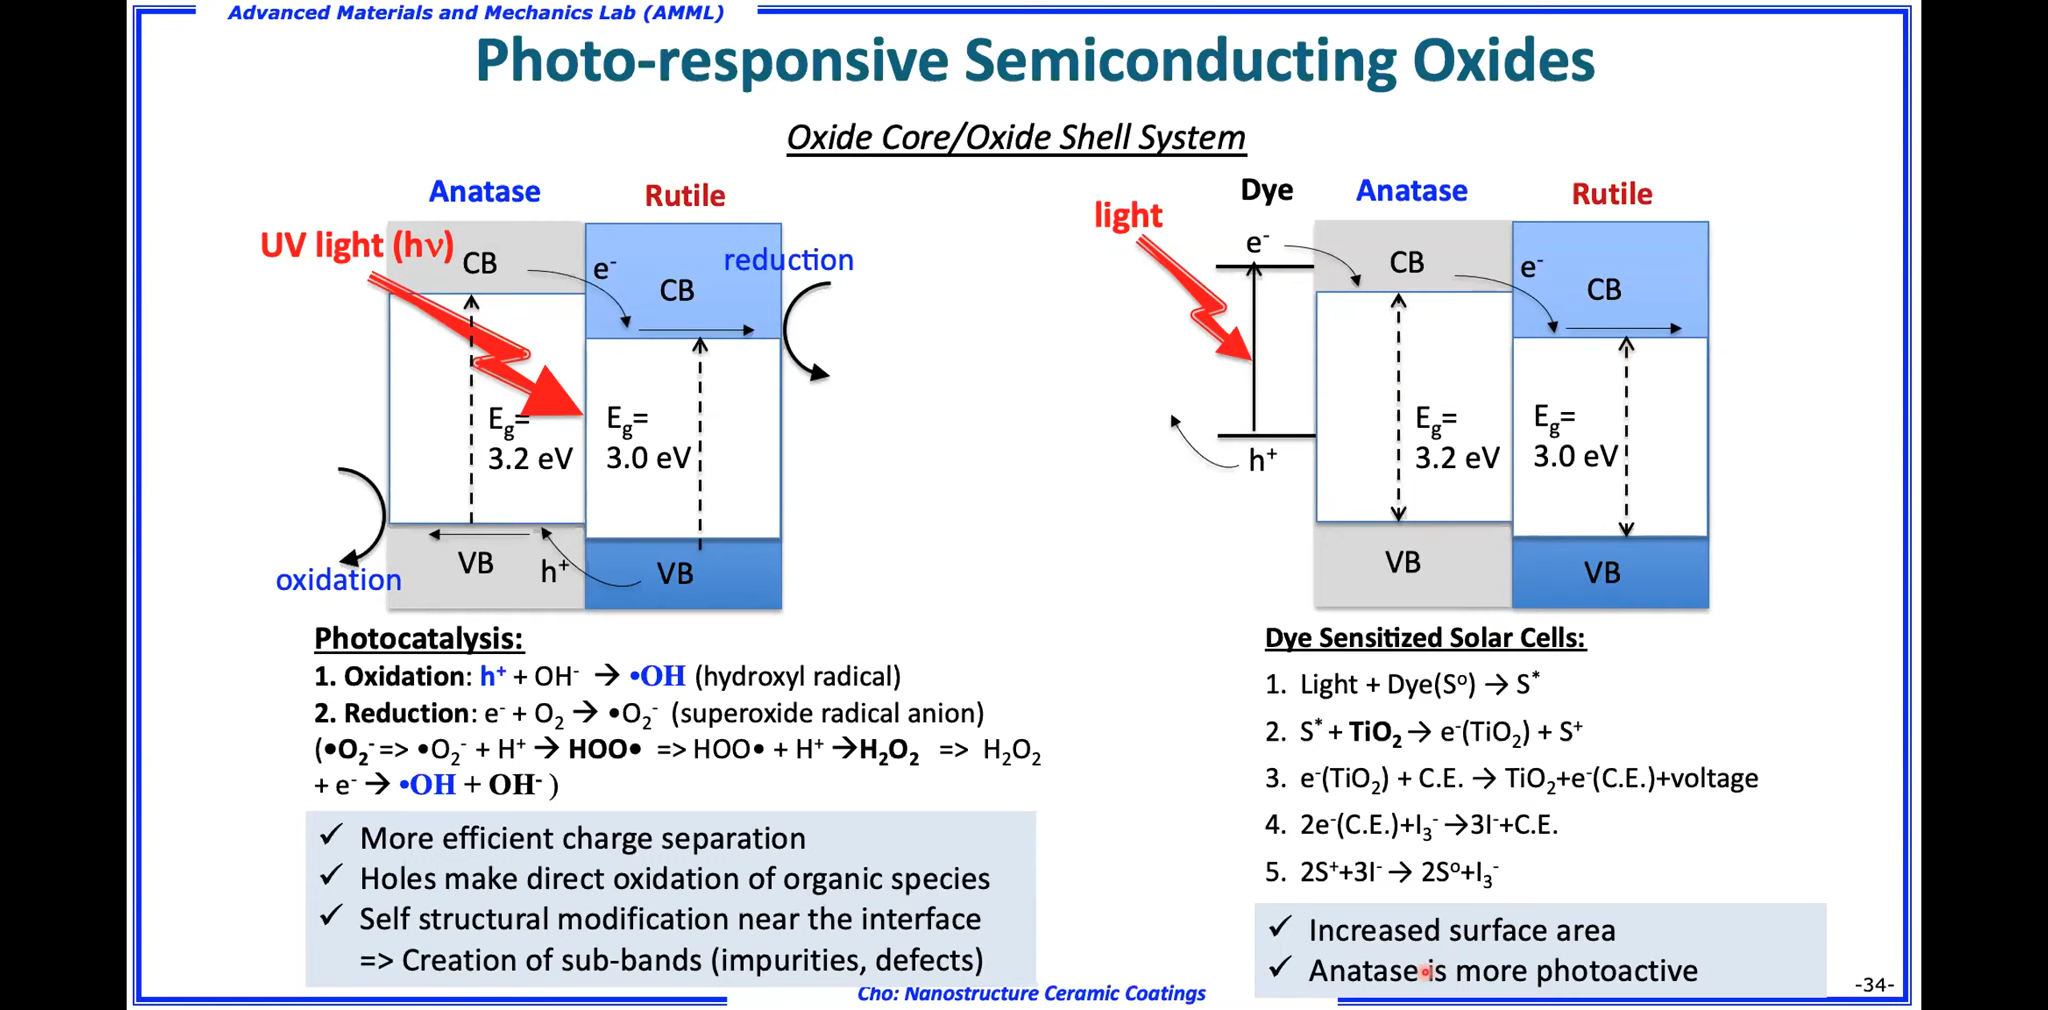 Advanced Materials and Mechanics Lab (AMML)
Photo-responsive Semiconducting Oxides
Oxide Core/Oxide Shell System
Anatase
Rutile
UV light (hν)
CB
e⁻
CB
reduction
E_g=
3.2 eV
E_g=
3.0 eV
VB
h⁺
VB
oxidation
Photocatalysis:
1. Oxidation: h⁺ + OH⁻ → •OH (hydroxyl radical)
2. Reduction: e⁻ + O₂ → •O₂⁻ (superoxide radical anion)
(•O₂⁻ => •O₂⁻ + H⁺ → HOO• => HOO• + H⁺ →H₂O₂ => H₂O₂
+ e⁻ → •OH + OH⁻ )
✓ More efficient charge separation
✓ Holes make direct oxidation of organic species
✓ Self structural modification near the interface
=> Creation of sub-bands (impurities, defects)
Dye
Anatase
Rutile
light
e⁻
CB
e⁻
CB
E_g=
3.2 eV
E_g=
3.0 eV
h⁺
VB
VB
Dye Sensitized Solar Cells:
1. Light + Dye(S⁰) → S*
2. S* + TiO₂ → e⁻(TiO₂) + S⁺
3. e⁻(TiO₂) + C.E. → TiO₂+e⁻(C.E.)+voltage
4. 2e⁻(C.E.)+I₃⁻ →3I⁻+C.E.
5. 2S⁺+3I⁻ → 2S⁰+I₃⁻
✓ Increased surface area
✓ Anatase is more photoactive
Cho: Nanostructure Ceramic Coatings
-34-